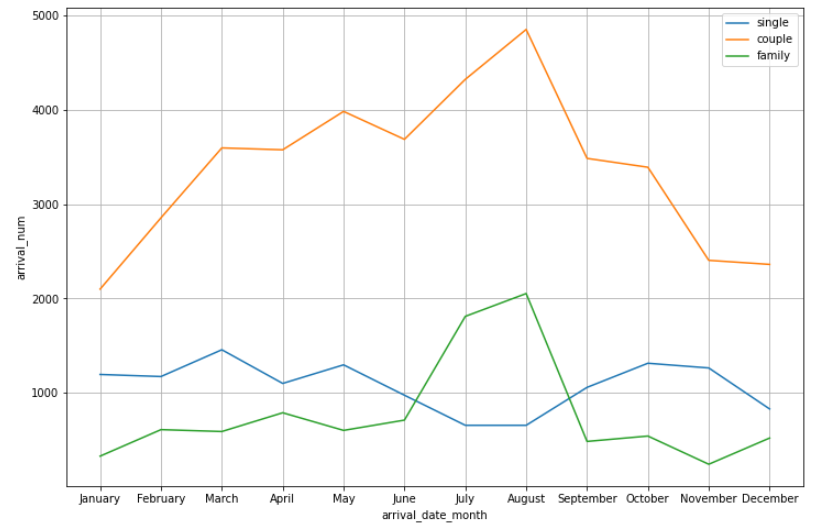 5000
4000
3000
2000
1000
arrival_num
single
couple
family
January February March April May June July August September October November December
arrival_date_month